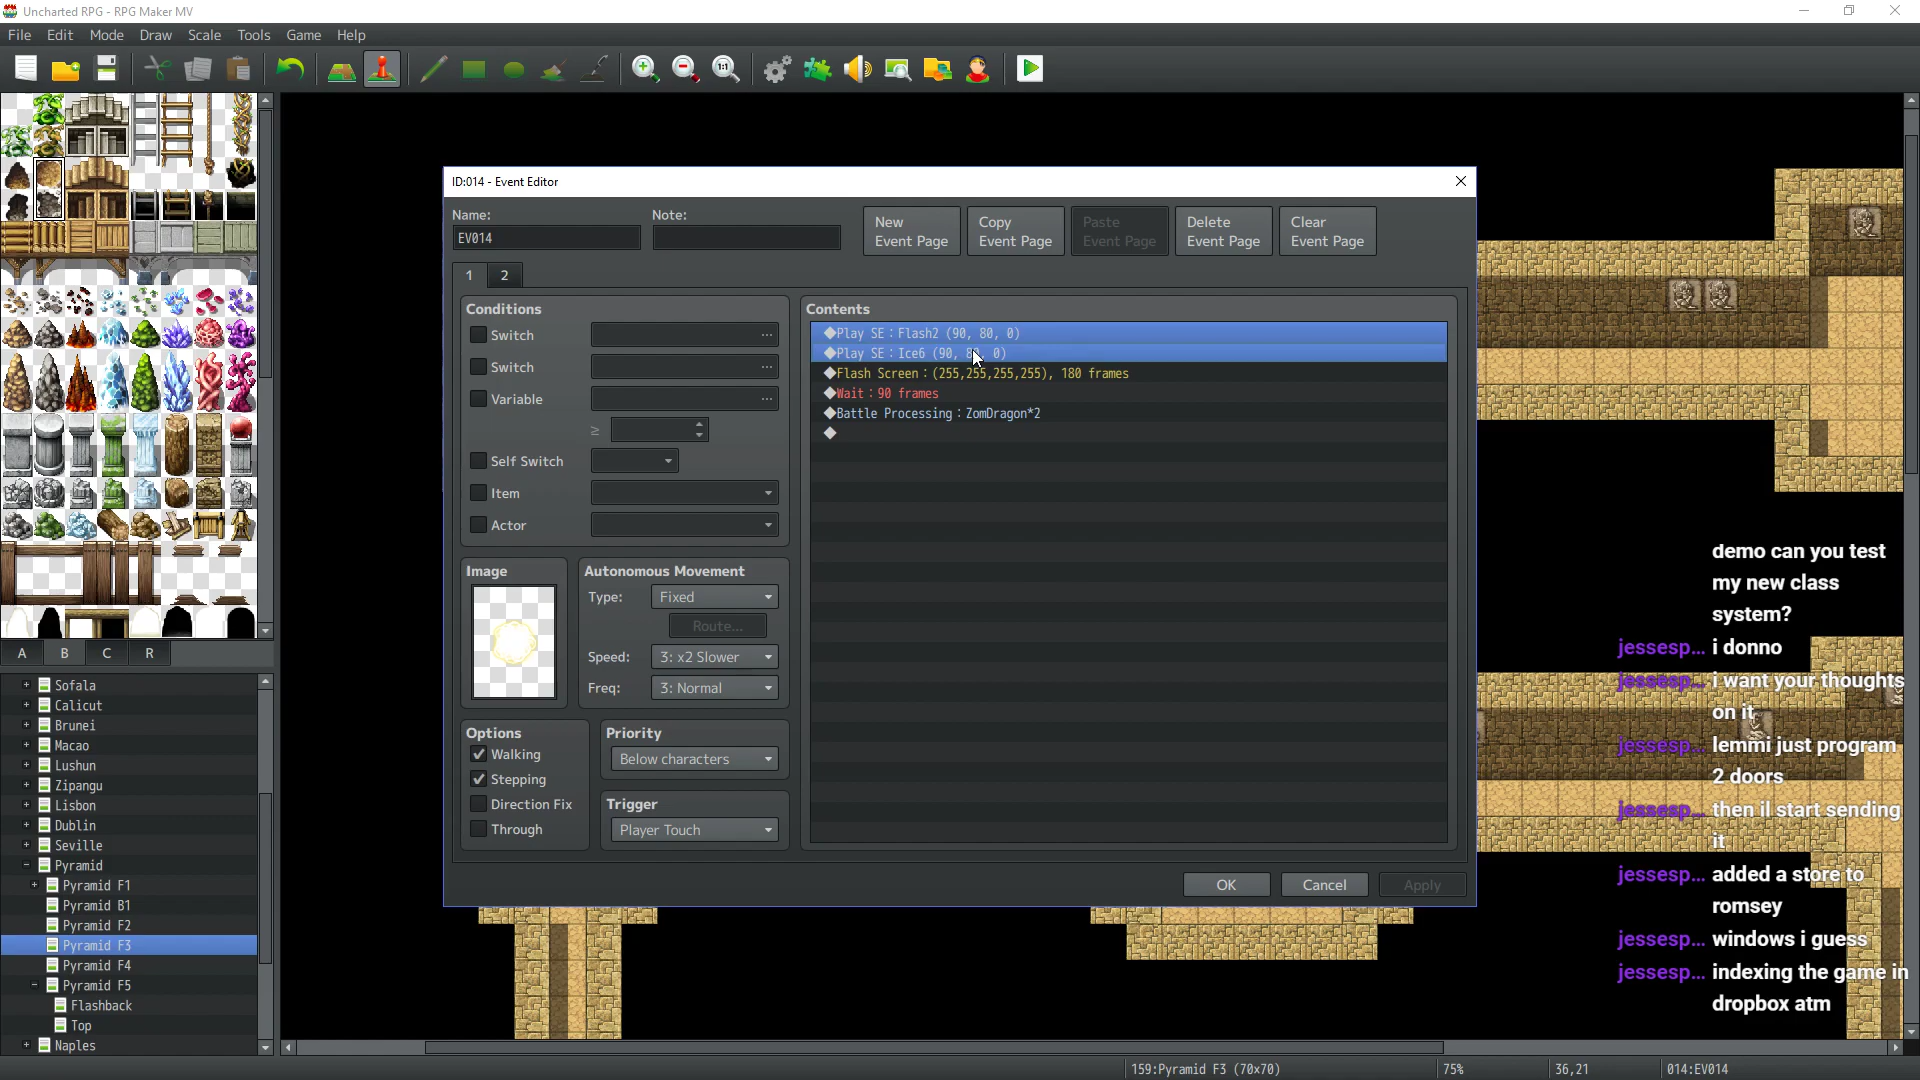 Uncharted RPG - RPG Maker MV
File Edit Mode Draw Scale Tools Game Help
ID:014 - Event Editor
Name:
Note:
EV014
New
Event Page
Copy
Event Page
Paste
Event Page
Delete
Event Page
Clear
Event Page
1 2
Conditions
Switch ...
Switch ...
Variable ...
≥
Self Switch
Item
Actor
Image
Autonomous Movement
Type: Fixed
Route...
Speed: 3: x2 Slower
Freq: 3: Normal
Options
Walking
Stepping
Direction Fix
Through
Priority
Below characters
Trigger
Player Touch
Contents
◆Play SE : Flash2 (90, 80, 0)
◆Play SE : Ice6 (90, 80, 0)
◆Flash Screen : (255,255,255,255), 180 frames
◆Wait : 90 frames
◆Battle Processing : ZomDragon*2
◆
OK Cancel Apply
A B C R
Sofala
Calicut
Brunei
Macao
Lushun
Zipangu
Lisbon
Dublin
Seville
Pyramid
Pyramid F1
Pyramid B1
Pyramid F2
Pyramid F3
Pyramid F4
Pyramid F5
Flashback
Top
Naples
demo can you test
my new class
system?
jessesp... i donno
jessesp... i want your thoughts
on it
jessesp... lemmi just program
2 doors
jessesp... then il start sending
it
jessesp... added a store to
romsey
jessesp... windows i guess
jessesp... indexing the game in
dropbox atm
159:Pyramid F3 (70x70) 75% 36,21 014:EV014